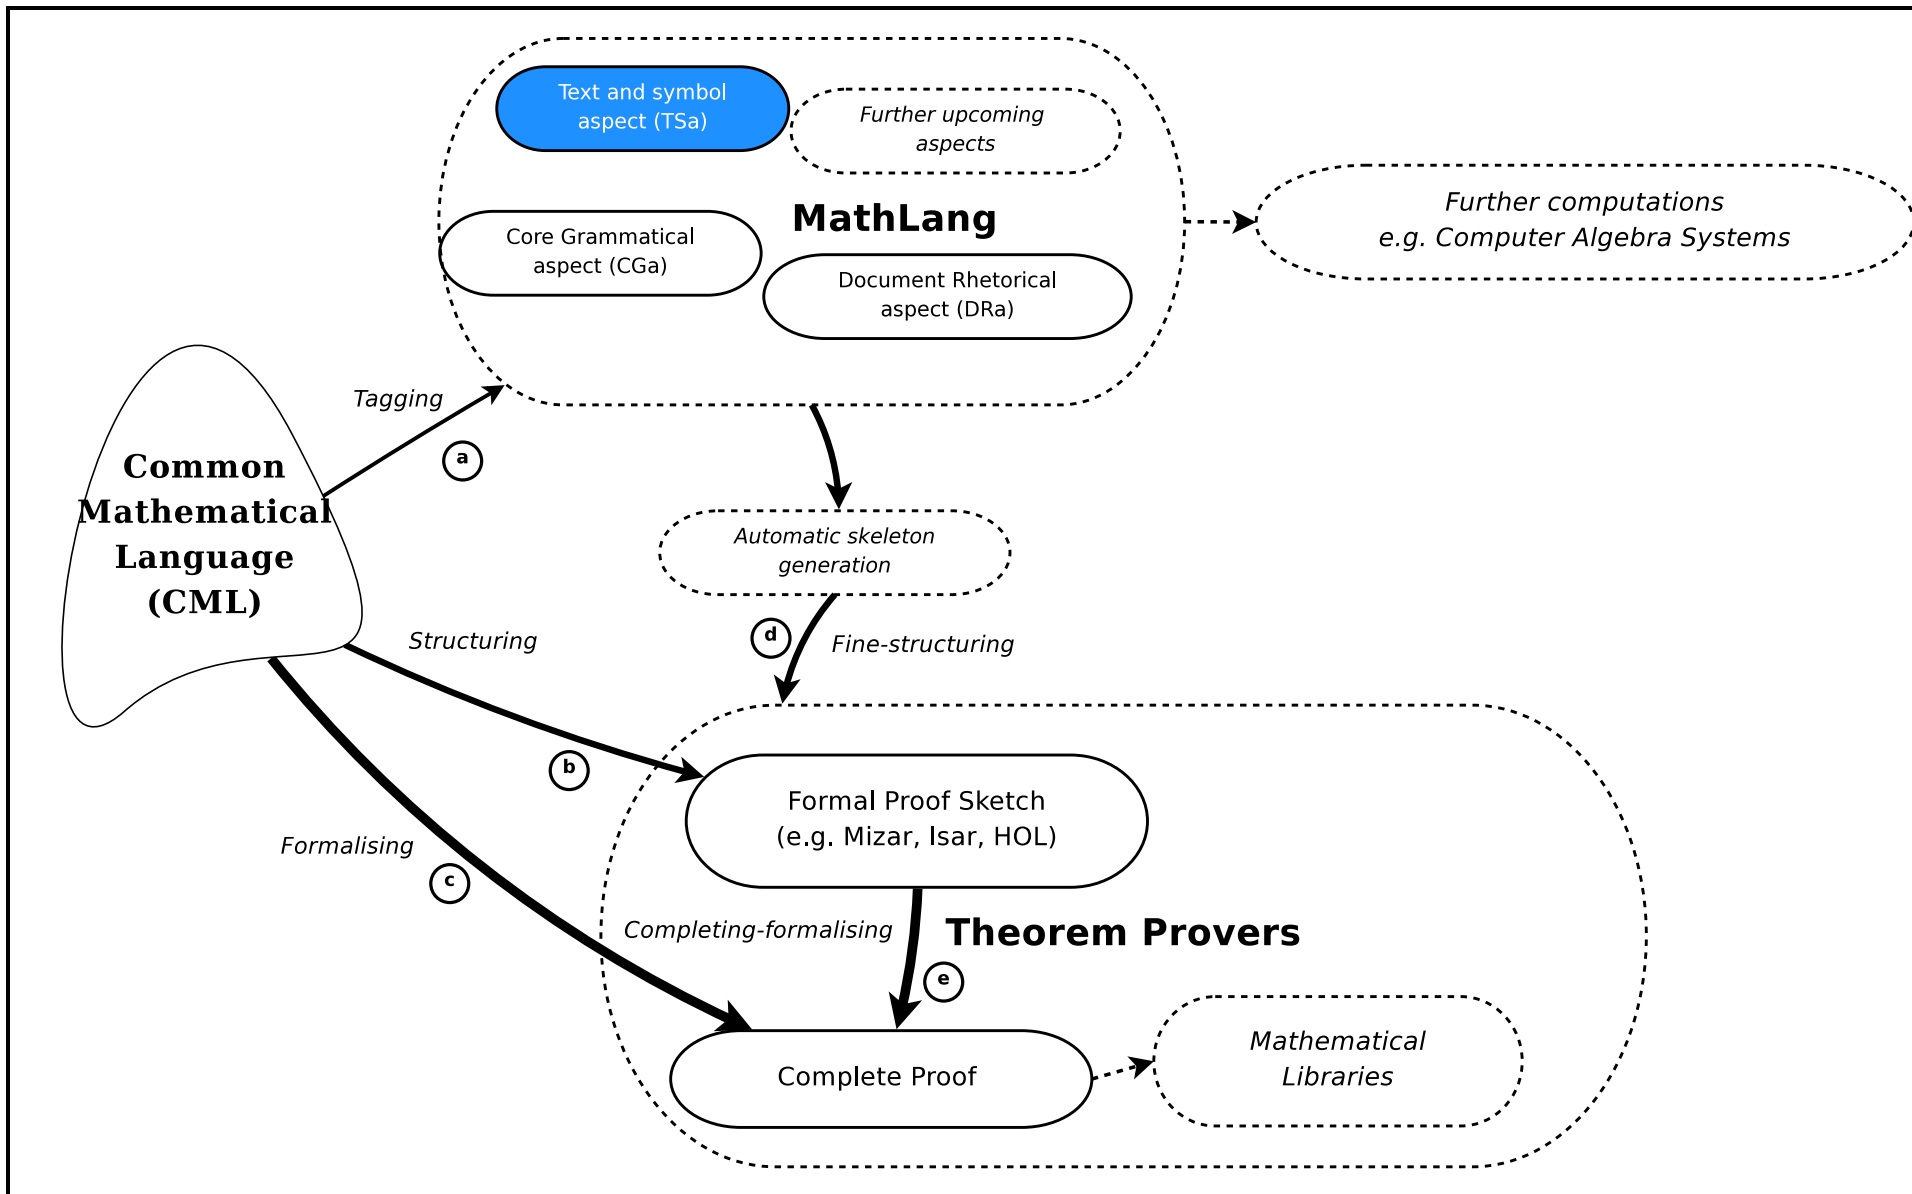 Text and symbol
aspect (TSa)
Further upcoming
aspects
MathLang
Core Grammatical
aspect (CGa)
Document Rhetorical
aspect (DRa)
Further computations
e.g. Computer Algebra Systems
Tagging
a
Common
Mathematical
Language
(CML)
Automatic skeleton
generation
Structuring
d
Fine-structuring
b
Formal Proof Sketch
(e.g. Mizar, Isar, HOL)
Formalising
c
Completing-formalising
Theorem Provers
e
Complete Proof
Mathematical
Libraries